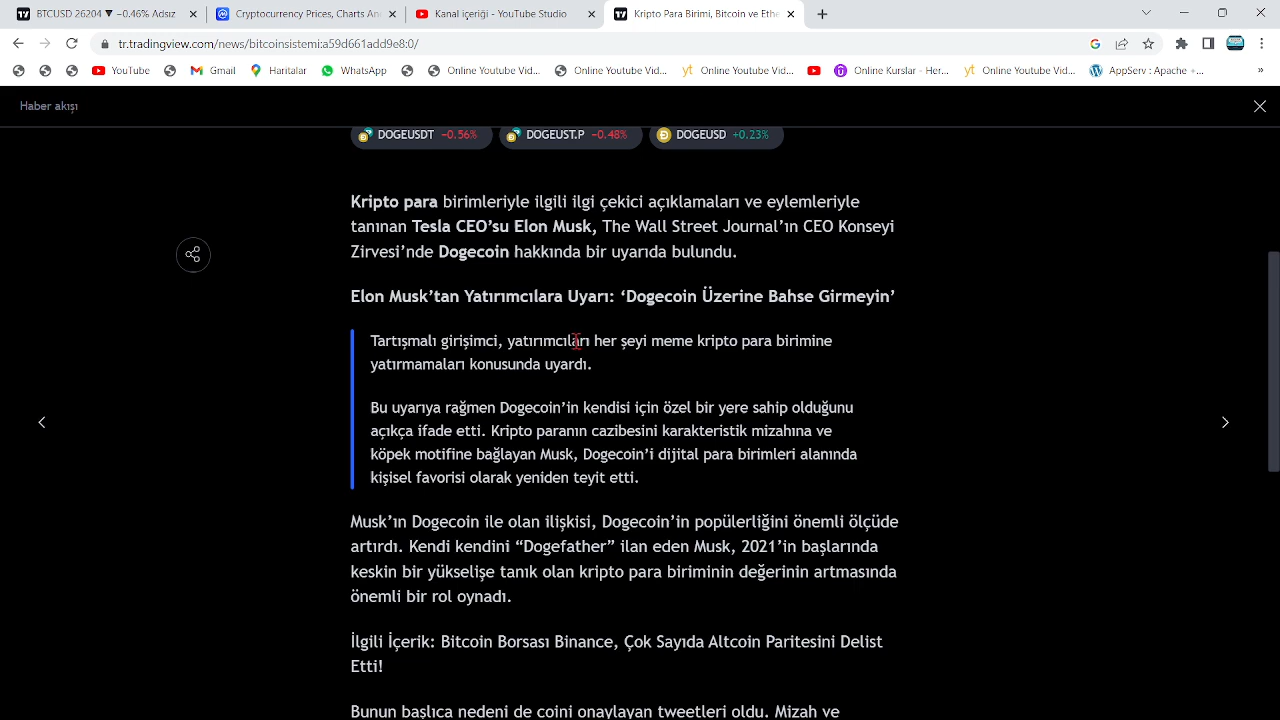 BTCUSD 26204 ▼ −0.46% Adsız
Cryptocurrency Prices, Charts An
Kanal içeriği - YouTube Studio
Kripto Para Birimi, Bitcoin ve Ethe
tr.tradingview.com/news/bitcoinsistemi:a59d661add9e8:0/
YouTube
Gmail
Haritalar
WhatsApp
Online Youtube Vid...
Online Youtube Vid...
Online Youtube Vid...
Online Kurslar - Her...
Online Youtube Vid...
AppServ : Apache +...
»
Haber akışı
DOGEUSDT −0.56%
DOGEUST.P −0.48%
DOGEUSD +0.23%
Kripto para birimleriyle ilgili ilgi çekici açıklamaları ve eylemleriyle
tanınan Tesla CEO’su Elon Musk, The Wall Street Journal’ın CEO Konseyi
Zirvesi’nde Dogecoin hakkında bir uyarıda bulundu.
Elon Musk’tan Yatırımcılara Uyarı: ‘Dogecoin Üzerine Bahse Girmeyin’
Tartışmalı girişimci, yatırımcıları her şeyi meme kripto para birimine
yatırmamaları konusunda uyardı.
Bu uyarıya rağmen Dogecoin’in kendisi için özel bir yere sahip olduğunu
açıkça ifade etti. Kripto paranın cazibesini karakteristik mizahına ve
köpek motifine bağlayan Musk, Dogecoin’i dijital para birimleri alanında
kişisel favorisi olarak yeniden teyit etti.
Musk’ın Dogecoin ile olan ilişkisi, Dogecoin’in popülerliğini önemli ölçüde
artırdı. Kendi kendini “Dogefather” ilan eden Musk, 2021’in başlarında
keskin bir yükselişe tanık olan kripto para biriminin değerinin artmasında
önemli bir rol oynadı.
İlgili İçerik: Bitcoin Borsası Binance, Çok Sayıda Altcoin Paritesini Delist
Etti!
Bunun başlıca nedeni de coini onaylayan tweetleri oldu. Mizah ve